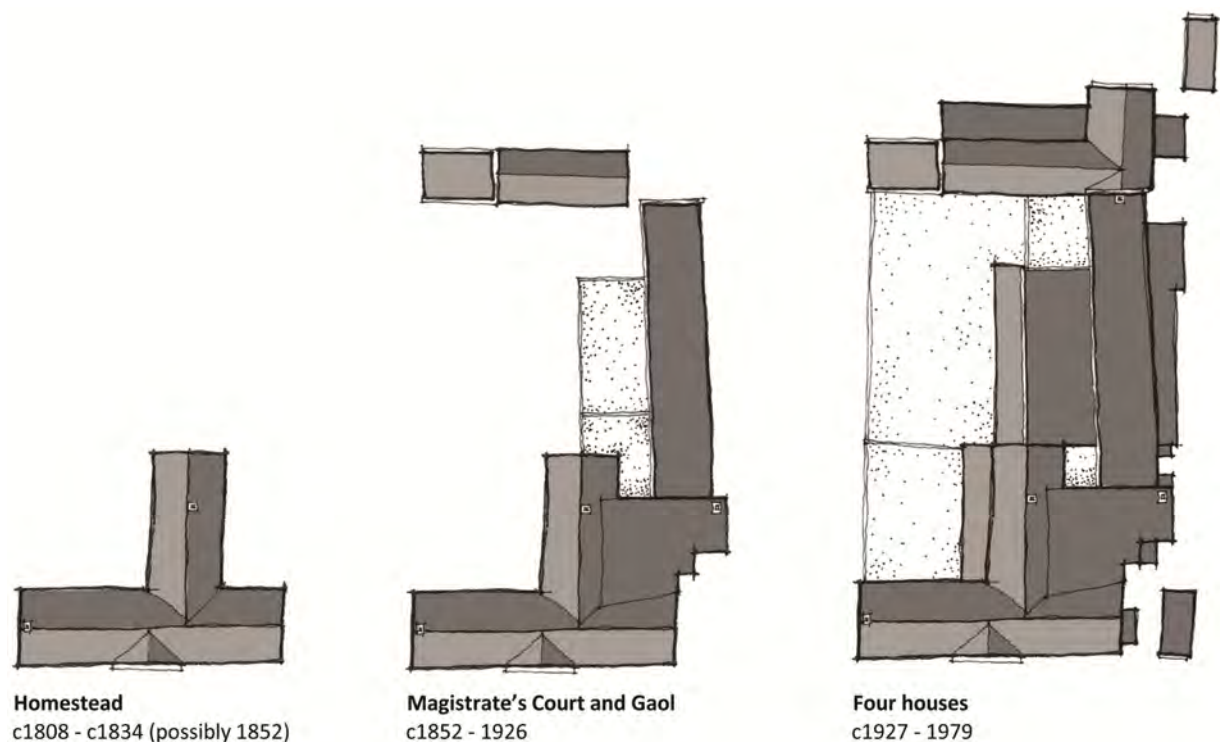 Homestead
c1808 - c1834 (possibly 1852)
Magistrate's Court and Gaol
c1852 - 1926
Four houses
c1927 - 1979